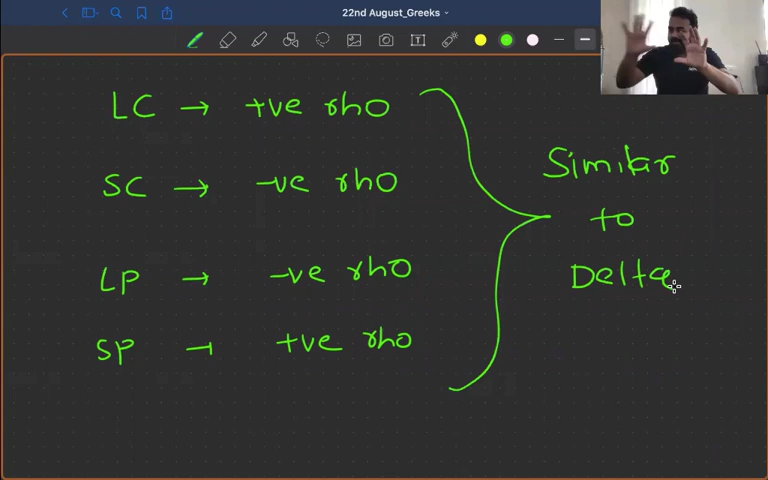 22nd August_Greeks
LC → +ve rho
SC → -ve rho
LP → -ve rho
SP → +ve rho
Similar
to
Delta